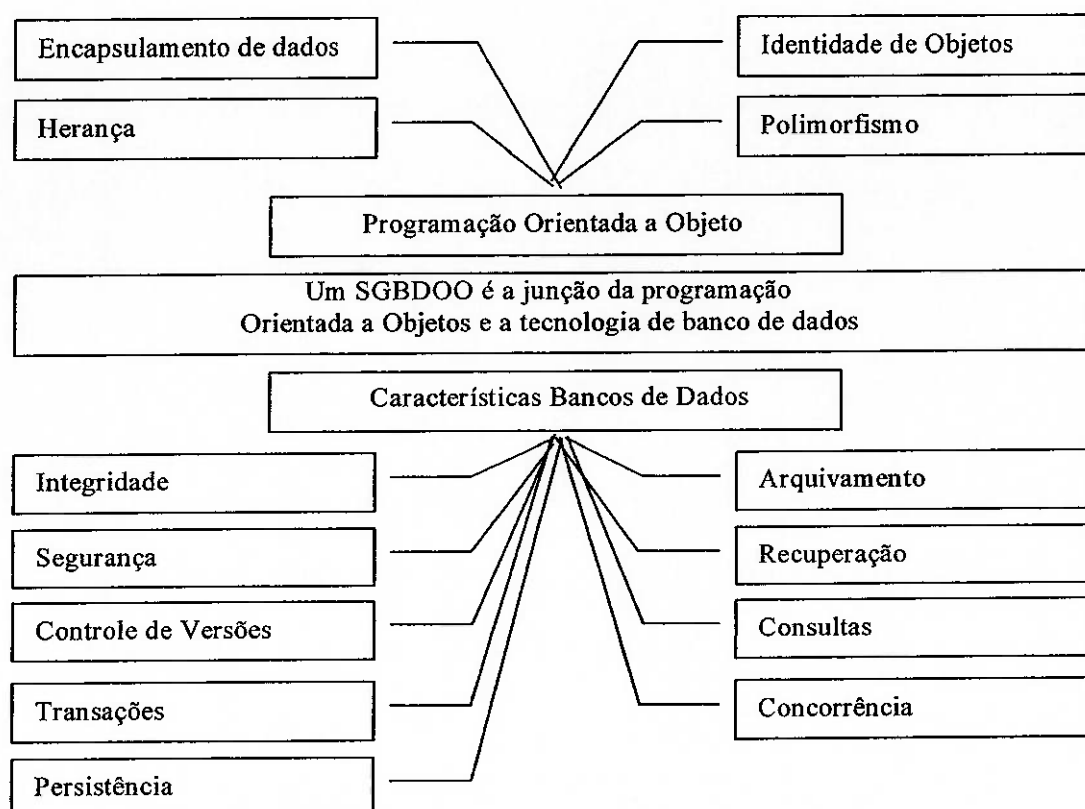 Encapsulamento de dados
Identidade de Objetos
Herança
Polimorfismo
Programação Orientada a Objeto
Um SGBDOO é a junção da programação
Orientada a Objetos e a tecnologia de banco de dados
Características Bancos de Dados
Integridade
Arquivamento
Segurança
Recuperação
Controle de Versões
Consultas
Transações
Concorrência
Persistência